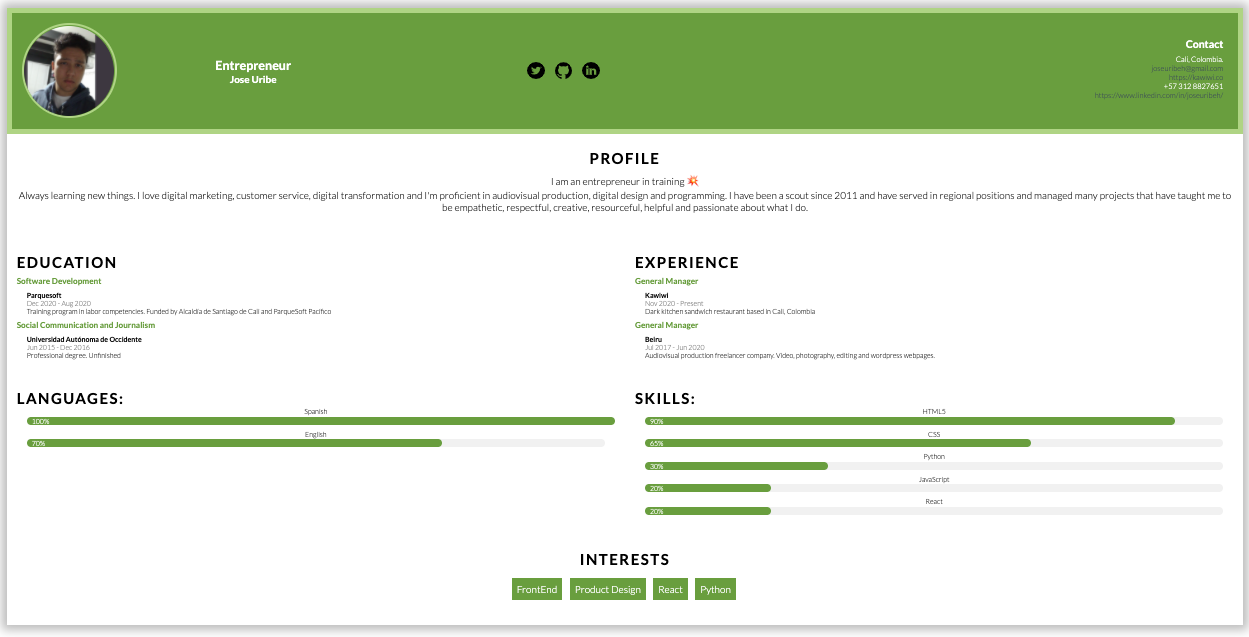 Entrepreneur
Jose Uribe
Contact
Cali, Colombia.
joseuribeh@gmail.com
https://kawiwi.co
+57 312 8827651
https://www.linkedin.com/in/joseuribeh/
PROFILE
I am an entrepreneur in training 💥
Always learning new things. I love digital marketing, customer service, digital transformation and I'm proficient in audiovisual production, digital design and programming. I have been a scout since 2011 and have served in regional positions and managed many projects that have taught me to
be empathetic, respectful, creative, resourceful, helpful and passionate about what I do.
EDUCATION
Software Development
Parquesoft
Dec 2020 - Aug 2020
Training program in labor competencies. Funded by Alcaldía de Santiago de Cali and ParqueSoft Pacífico
Social Communication and Journalism
Universidad Autónoma de Occidente
Jun 2015 - Dec 2016
Professional degree. Unfinished
EXPERIENCE
General Manager
Kawiwi
Nov 2020 - Present
Dark kitchen sandwich restaurant based in Cali, Colombia
General Manager
Beiru
Jul 2017 - Jun 2020
Audiovisual production freelancer company. Video, photography, editing and wordpress webpages.
LANGUAGES:
Spanish
100%
English
70%
SKILLS:
HTML5
90%
CSS
65%
Python
30%
JavaScript
20%
React
20%
INTERESTS
FrontEnd
Product Design
React
Python